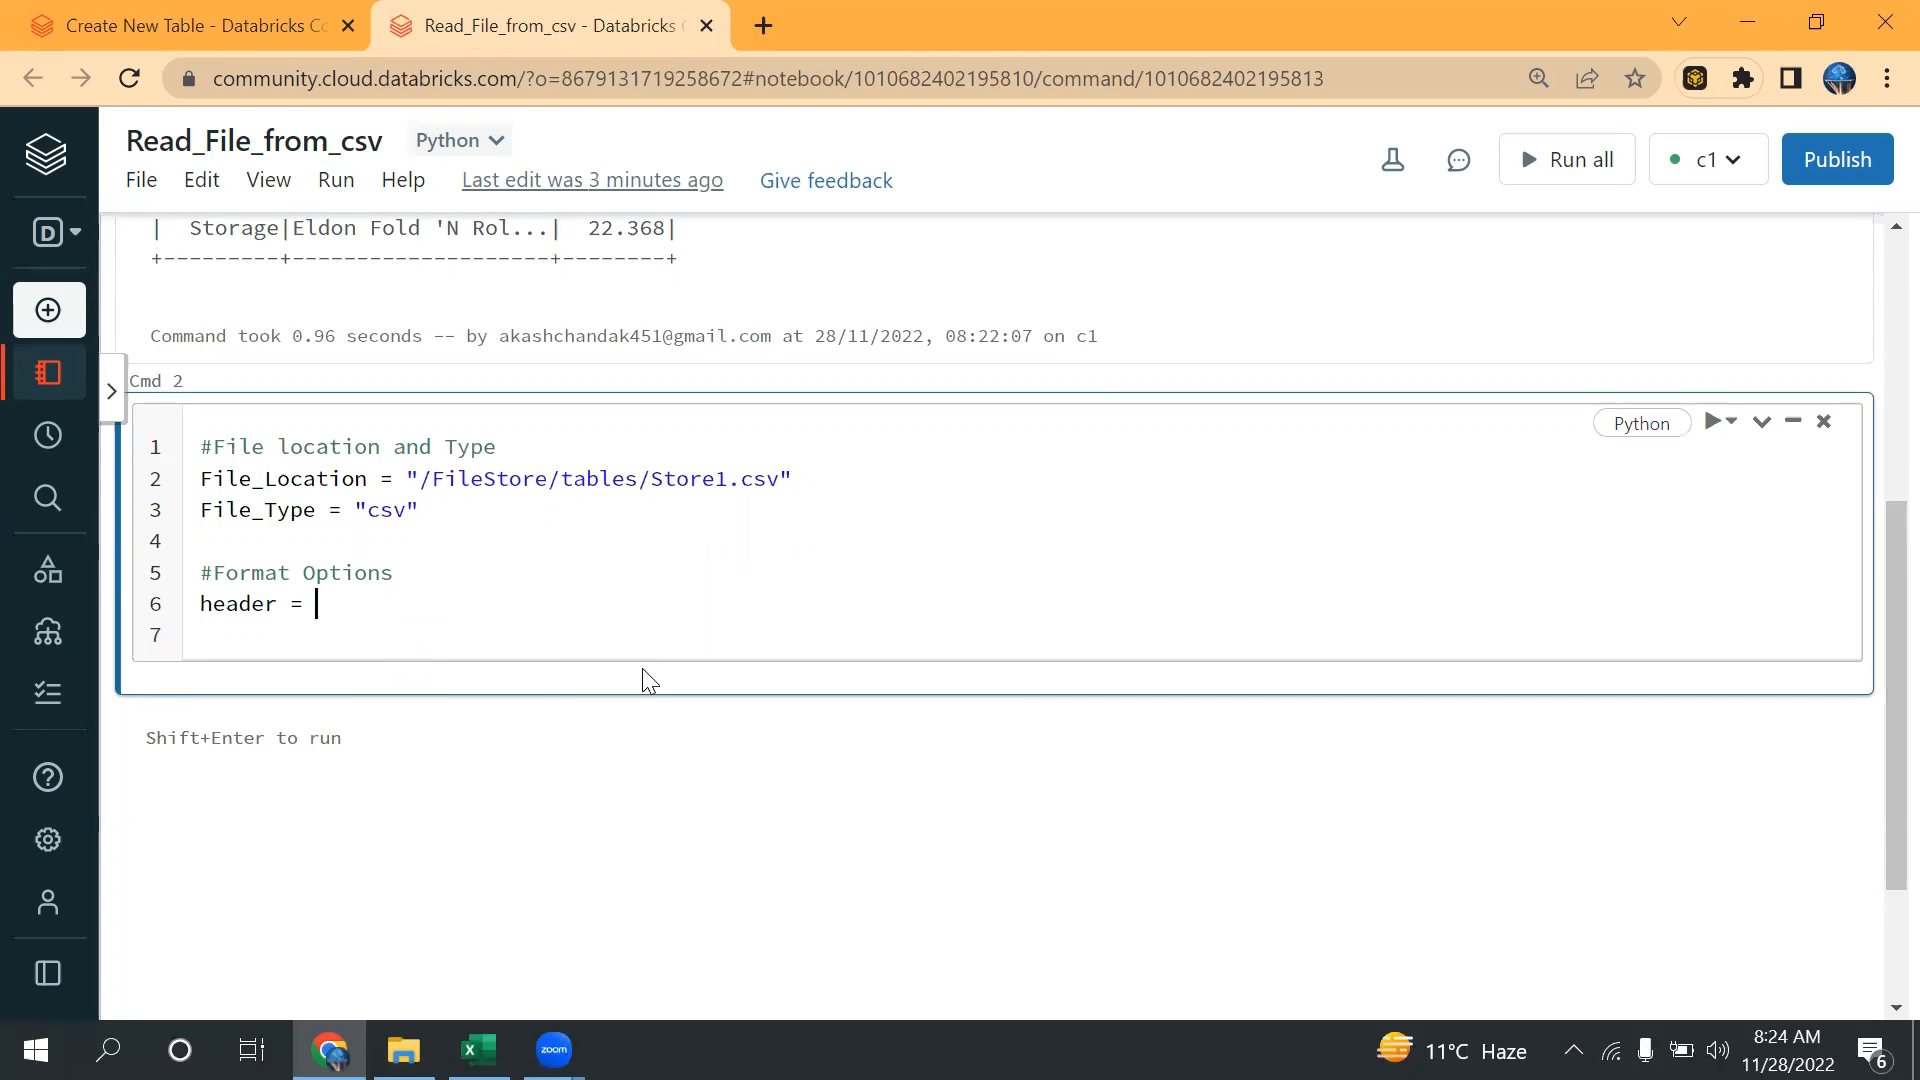 Create New Table - Databricks Co
Read_File_from_csv - Databricks
community.cloud.databricks.com/?o=8679131719258672#notebook/1010682402195810/command/1010682402195813
Read_File_from_csv Python
File Edit View Run Help Last edit was 3 minutes ago Give feedback
Run all c1 Publish
D
| Storage|Eldon Fold 'N Rol...| 22.368|
+---------+--------------------+--------+
Command took 0.96 seconds -- by akashchandak451@gmail.com at 28/11/2022, 08:22:07 on c1
Cmd 2
Python
1 #File location and Type
2 File_Location = "/FileStore/tables/Store1.csv"
3 File_Type = "csv"
4
5 #Format Options
6 header =
7
Shift+Enter to run
zoom
11°C Haze
8:24 AM
11/28/2022
6